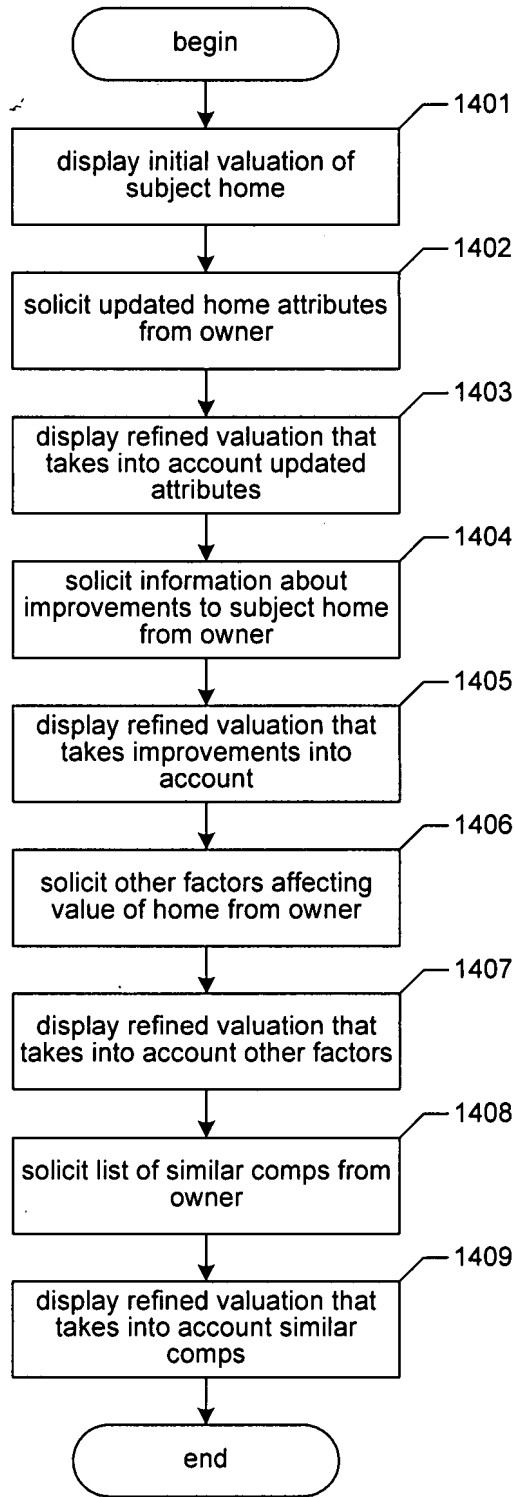 begin
1401
display initial valuation of
subject home
1402
solicit updated home attributes
from owner
1403
display refined valuation that
takes into account updated
attributes
1404
solicit information about
improvements to subject home
from owner
1405
display refined valuation that
takes improvements into
account
1406
solicit other factors affecting
value of home from owner
1407
display refined valuation that
takes into account other factors
1408
solicit list of similar comps from
owner
1409
display refined valuation that
takes into account similar
comps
end